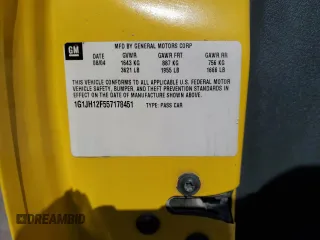 GM
MFD BY GENERAL MOTORS CORP
DATE GVWR GAWR FRT GAWR RR
08/04 1643 KG 887 KG 756 KG
3621 LB 1955 LB 1666 LB
THIS VEHICLE CONFORMS TO ALL APPLICABLE U.S. FEDERAL MOTOR
VEHICLE SAFETY, BUMPER, AND THEFT PREVENTION STANDARDS IN
EFFECT ON THE DATE OF MANUFACTURE SHOWN ABOVE.
1G1JH12F557178451 TYPE: PASS CAR
DREAMBID